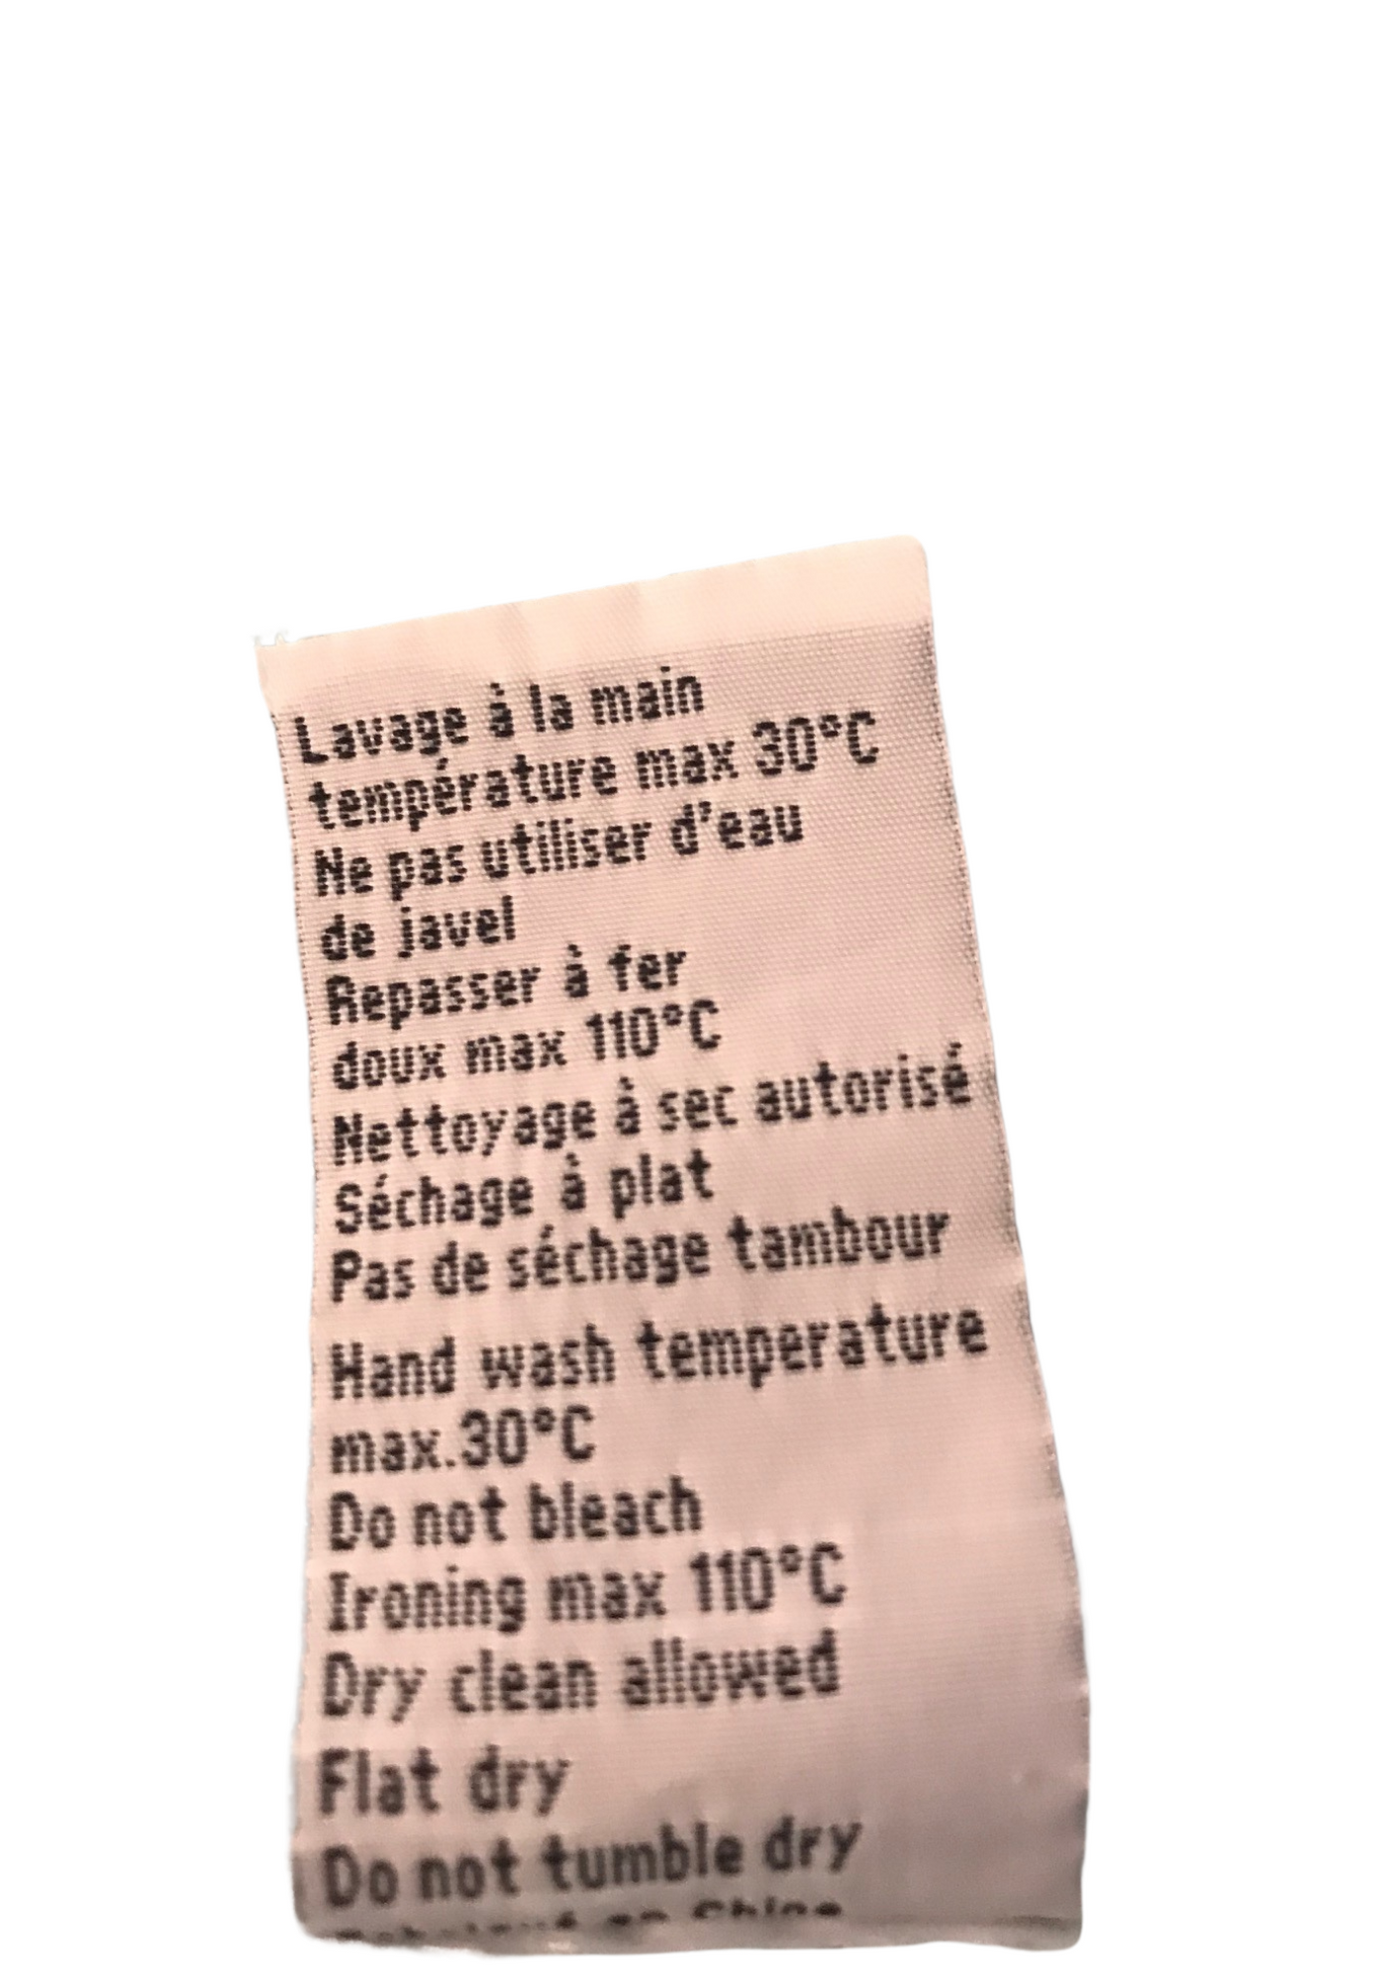 Lavage à la main
température max 30°C
Ne pas utiliser d'eau
de javel
Repasser à fer
doux max 110°C
Nettoyage à sec autorisé
Séchage à plat
Pas de séchage tambour
Hand wash temperature
max.30°C
Do not bleach
Ironing max 110°C
Dry clean allowed
Flat dry
Do not tumble dry